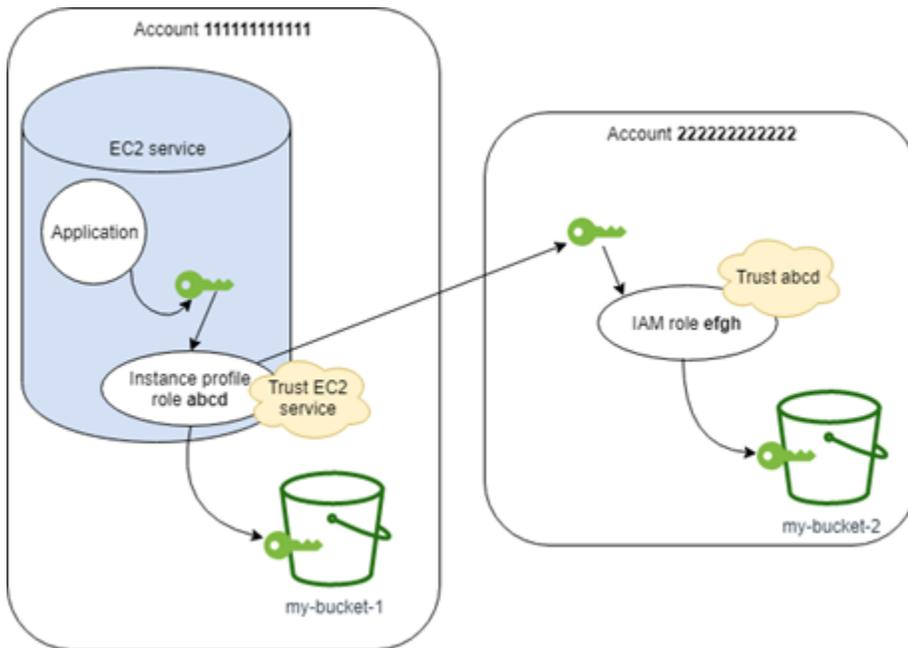 Account 111111111111
EC2 service
Application
Instance profile
role abcd
Trust EC2
service
my-bucket-1
Account 222222222222
Trust abcd
IAM role efgh
my-bucket-2